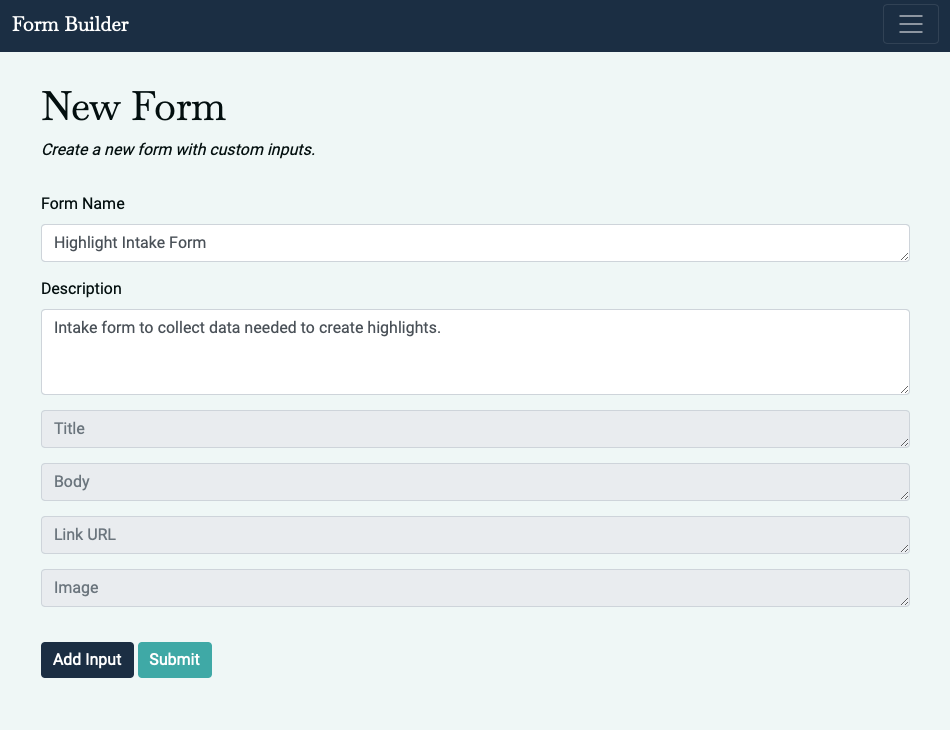 Form Builder
New Form
Create a new form with custom inputs.
Form Name
Highlight Intake Form
Description
Intake form to collect data needed to create highlights.
Title
Body
Link URL
Image
Add Input Submit